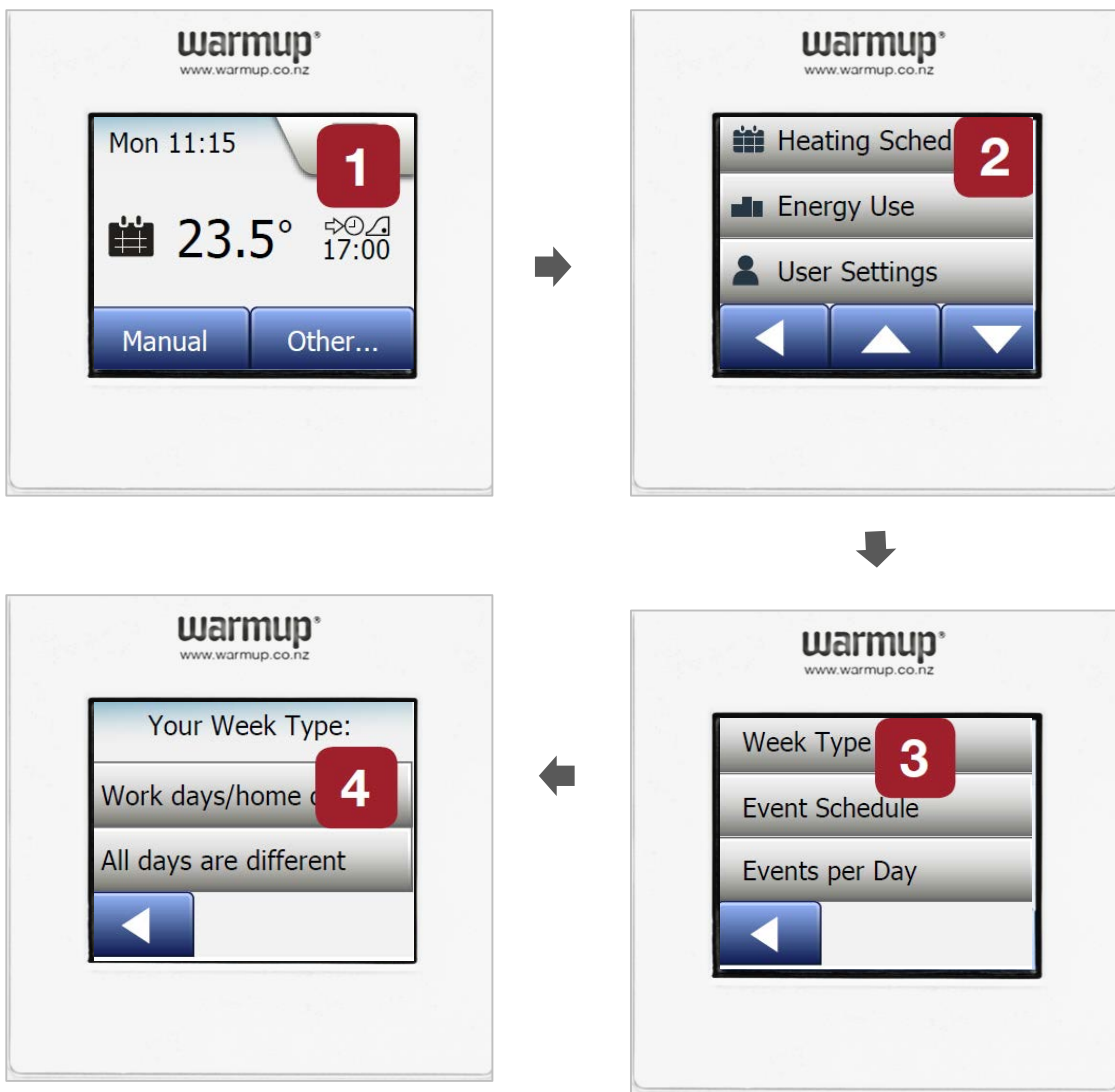 warmup®
www.warmup.co.nz
Mon 11:15
1
23.5°
17:00
Manual
Other...
warmup®
www.warmup.co.nz
Heating Sched
2
Energy Use
User Settings
warmup®
www.warmup.co.nz
Week Type
3
Event Schedule
Events per Day
warmup®
www.warmup.co.nz
Your Week Type:
Work days/home
4
All days are different